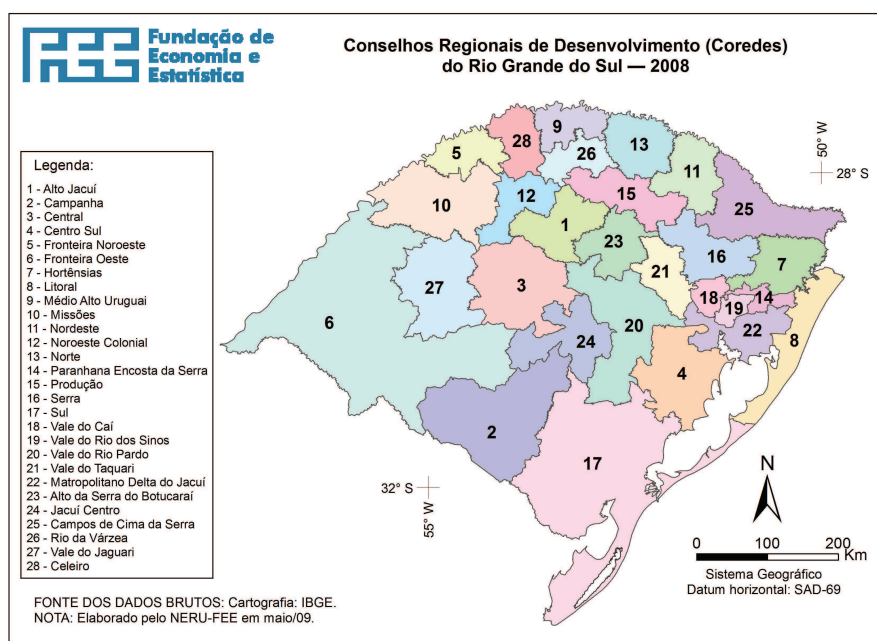 FEE
Fundação de
Economia e
Estatística
Conselhos Regionais de Desenvolvimento (Coredes)
do Rio Grande do Sul — 2008
Legenda:
1 - Alto Jacuí
2 - Campanha
3 - Central
4 - Centro Sul
5 - Fronteira Noroeste
6 - Fronteira Oeste
7 - Hortênsias
8 - Litoral
9 - Médio Alto Uruguai
10 - Missões
11 - Nordeste
12 - Noroeste Colonial
13 - Norte
14 - Paranhana Encosta da Serra
15 - Produção
16 - Serra
17 - Sul
18 - Vale do Caí
19 - Vale do Rio dos Sinos
20 - Vale do Rio Pardo
21 - Vale do Taquari
22 - Matropolitano Delta do Jacuí
23 - Alto da Serra do Botucaraí
24 - Jacuí Centro
25 - Campos de Cima da Serra
26 - Rio da Várzea
27 - Vale do Jaguari
28 - Celeiro
50° W
28° S
9
28
13
5
26
11
15
12
10
25
1
23
16
21
7
27
3
18
14
19
20
6
22
24
8
4
2
17
32° S
55° W
N
0 100 200
Km
Sistema Geográfico
Datum horizontal: SAD-69
FONTE DOS DADOS BRUTOS: Cartografia: IBGE.
NOTA: Elaborado pelo NERU-FEE em maio/09.